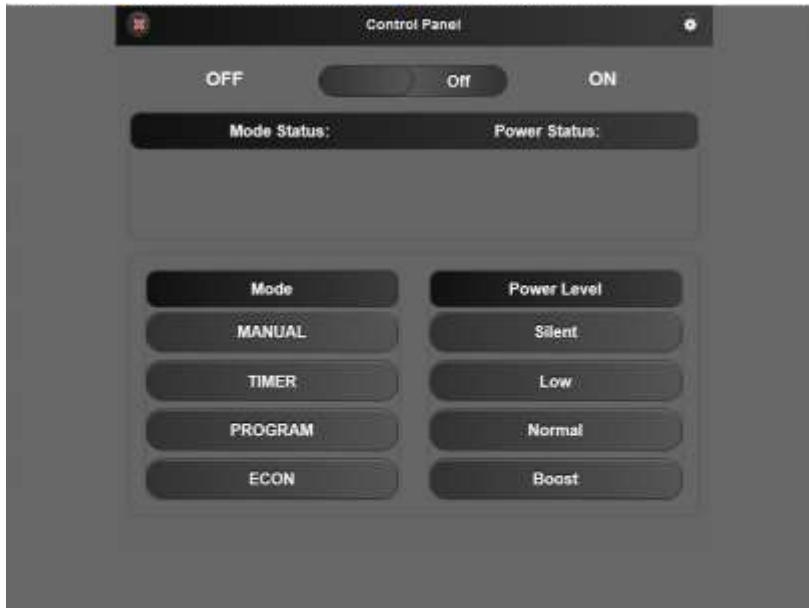 Control Panel
OFF Off ON
Mode Status: Power Status:
Mode Power Level
MANUAL Silent
TIMER Low
PROGRAM Normal
ECON Boost